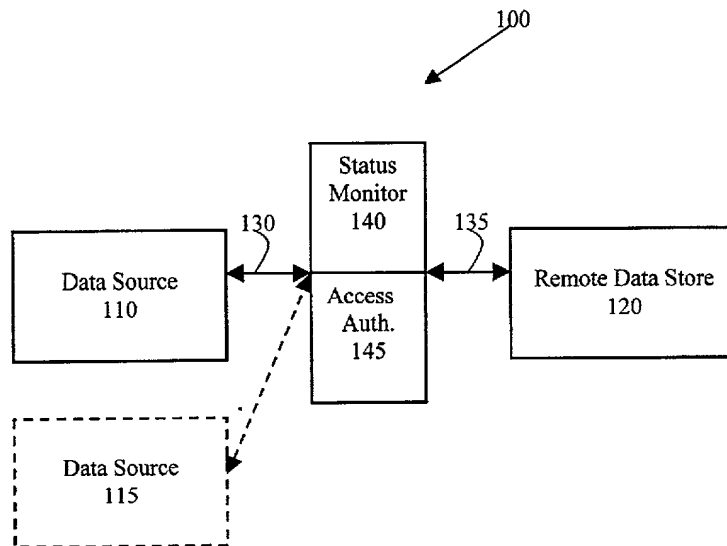 100
Status
Monitor
140
130
135
Data Source
110
Access
Auth.
145
Remote Data Store
120
Data Source
115